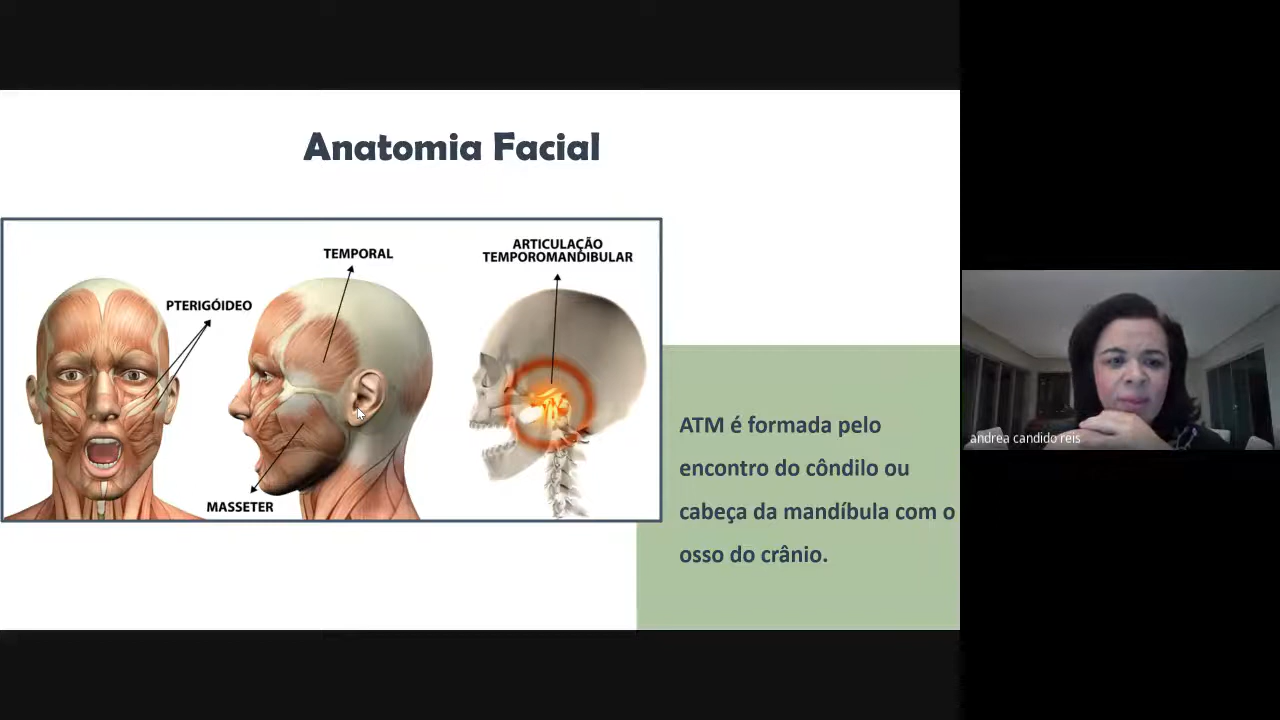 Anatomia Facial
TEMPORAL
PTERIGÓIDEO
MASSETER
ARTICULAÇÃO
TEMPOROMANDIBULAR
ATM é formada pelo
encontro do côndilo ou
cabeça da mandíbula com o
osso do crânio.
andrea candido reis